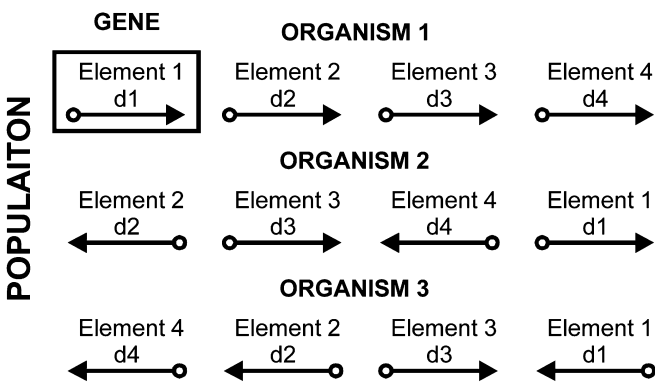 GENE
ORGANISM 1
Element 1 Element 2 Element 3 Element 4
d1 d2 d3 d4
POPULAITON
ORGANISM 2
Element 2 Element 3 Element 4 Element 1
d2 d3 d4 d1
ORGANISM 3
Element 4 Element 2 Element 3 Element 1
d4 d2 d3 d1